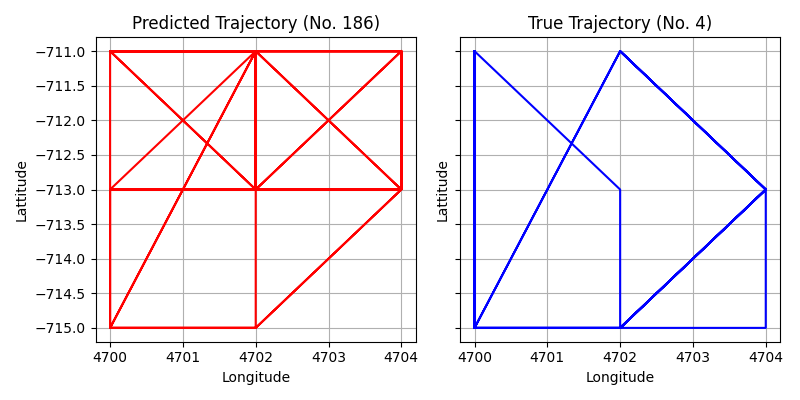 Predicted Trajectory (No. 186)
True Trajectory (No. 4)
Lattitude
−711.0
−711.5
−712.0
−712.5
−713.0
−713.5
−714.0
−714.5
−715.0
4700 4701 4702 4703 4704
Longitude
Lattitude
4700 4701 4702 4703 4704
Longitude